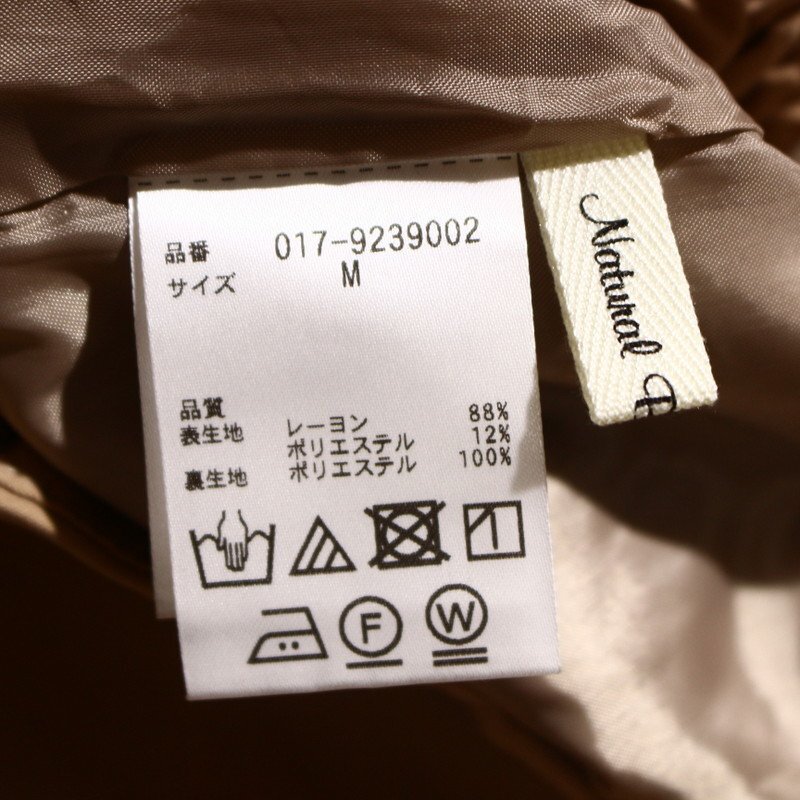 品番 017-9239002
サイズ M
品質
表生地 レーヨン 88%
ポリエステル 12%
裏生地 ポリエステル 100%
F
W
Natural